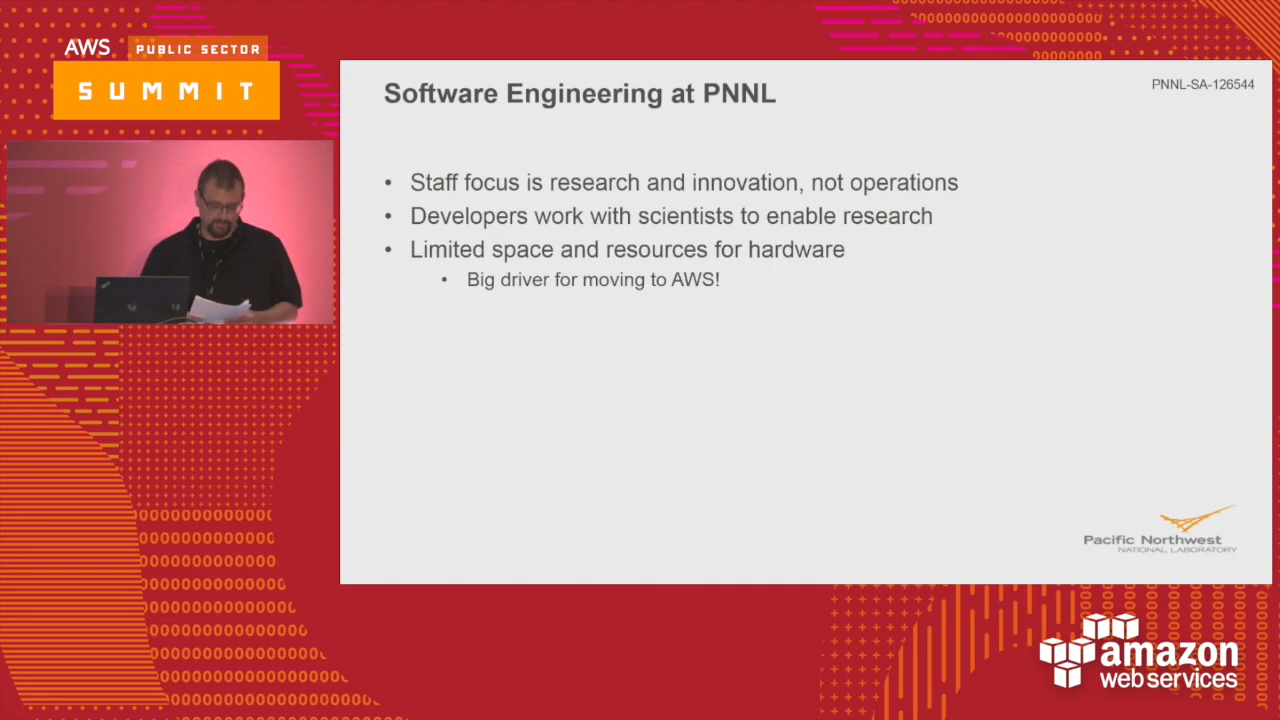 AWS PUBLIC SECTOR
SUMMIT
Software Engineering at PNNL
PNNL-SA-126544
• Staff focus is research and innovation, not operations
• Developers work with scientists to enable research
• Limited space and resources for hardware
• Big driver for moving to AWS!
Pacific Northwest
NATIONAL LABORATORY
amazon
web services